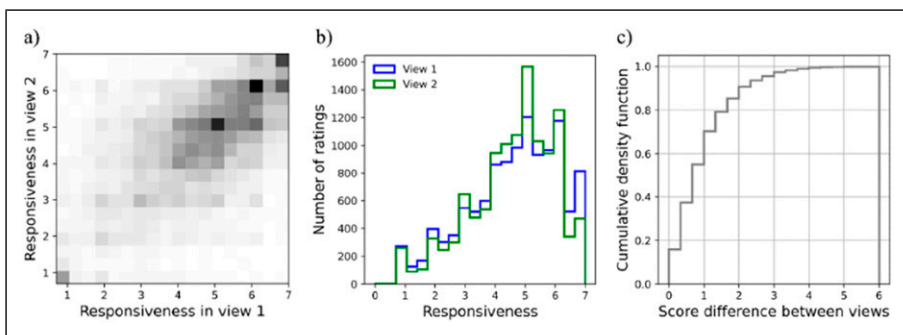 a)
Responsiveness in view 2
7
6
5
4
3
2
1
1 2 3 4 5 6 7
Responsiveness in view 1
b)
Number of ratings
1600
1400
1200
1000
800
600
400
200
0
View 1
View 2
0 1 2 3 4 5 6 7
Responsiveness
c)
Cumulative density function
1.0
0.8
0.6
0.4
0.2
0.0
0 1 2 3 4 5 6
Score difference between views